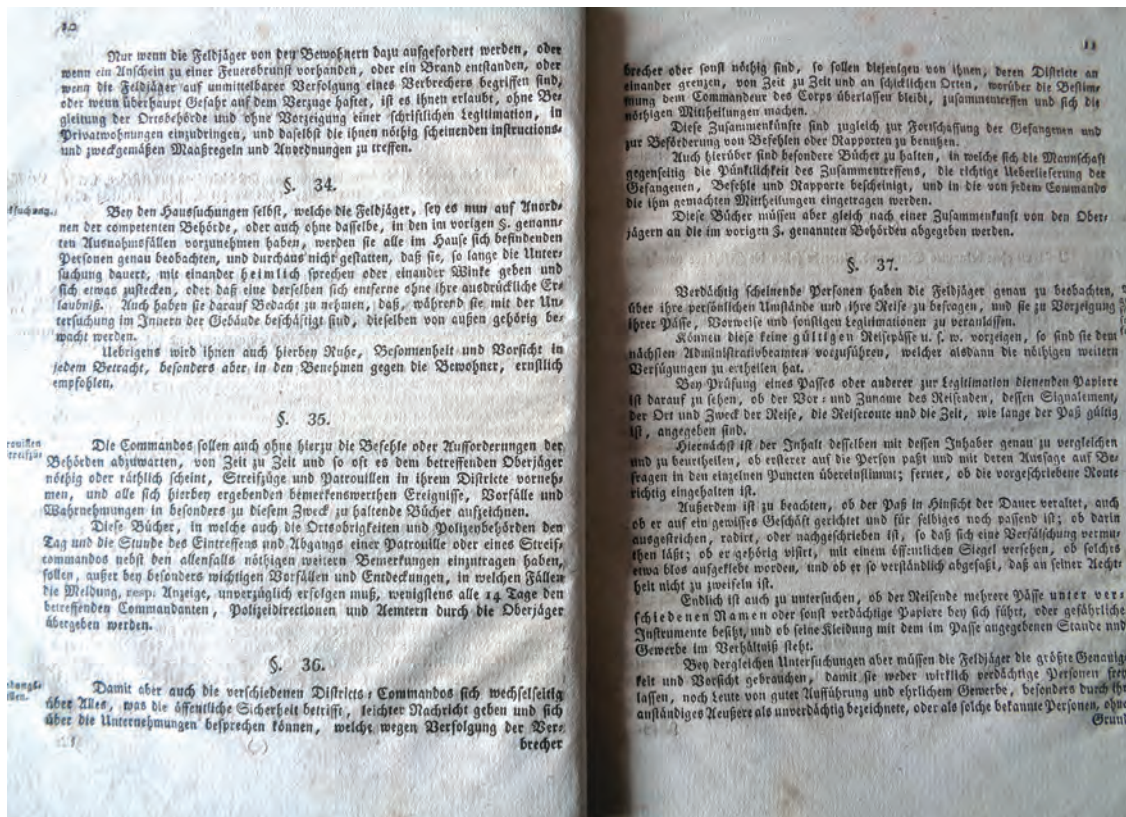 10
Nur wenn die Feldjäger von den Bewohnern dazu aufgefordert werden, oder
wenn ein Anschein zu einer Feuersbrunst vorhanden, oder ein Brand entstanden, oder
wenn die Feldjäger auf unmittelbarer Verfolgung eines Verbrechers begriffen sind,
oder wenn überhaupt Gefahr auf dem Verzuge haftet, ist es ihnen erlaubt, ohne Be-
gleitung der Ortsbehörde und ohne Vorzeigung einer schriftlichen Legitimation, in
Privatwohnungen einzudringen, und daselbst die ihnen nöthig scheinenden instructions-
und zweckgemäßen Maaßregeln und Anordnungen zu treffen.
§. 34.
Bey den Haussuchungen selbst, welche die Feldjäger, sey es nun auf Anord-
nen der competenten Behörde, oder auch ohne dasselbe, in den im vorigen §. genann-
ten Ausnahmsfällen vorzunehmen haben, werden sie alle im Hause sich befindenden
Personen genau beobachten, und durchaus nicht gestatten, daß sie, so lange die Unter-
suchung dauert, mit einander heimlich sprechen oder einander Winke geben und
sich etwas zustecken, oder daß eine derselben sich entferne ohne ihre ausdrückliche Er-
laubniß. Auch haben sie darauf Bedacht zu nehmen, daß, während sie mit der Un-
tersuchung im Innern der Gebäude beschäftigt sind, dieselben von außen gehörig be-
wacht werden.
Uebrigens wird ihnen auch hierbey Ruhe, Besonnenheit und Vorsicht in
jedem Betracht, besonders aber in den Benehmen gegen die Bewohner, ernstlich
empfohlen.
§. 35.
Die Commandos sollen auch ohne hierzu die Befehle oder Aufforderungen der
Behörden abzuwarten, von Zeit zu Zeit und so oft es dem betreffenden Oberjäger
nöthig oder räthlich scheint, Streifzüge und Patrouillen in ihrem Districte vorneh-
men, und alle sich hierbey ergebenden bemerkenswerthen Ereignisse, Vorfälle und
Wahrnehmungen in besonders zu diesem Zweck zu haltende Bücher aufzeichnen.
Diese Bücher, in welche auch die Ortsobrigkeiten und Polizeybehörden den
Tag und die Stunde des Eintreffens und Abgangs einer Patrouille oder eines Streif-
commandos nebst den allenfalls nöthigen weitern Bemerkungen einzutragen haben,
sollen, außer bey besonders wichtigen Vorfällen und Entdeckungen, in welchen Fällen
die Meldung, resp. Anzeige, unverzüglich erfolgen muß, wenigstens alle 14 Tage den
betreffenden Commandanten, Polizeidirectionen und Aemtern durch die Oberjäger
übergeben werden.
§. 36.
Damit aber auch die verschiedenen Districts-Commandos sich wechselseitig
über Alles, was die öffentliche Sicherheit betrifft, leichter Nachricht geben und sich
über die Unternehmungen besprechen können, welche wegen Verfolgung der Ver-
brecher
11
brecher oder sonst nöthig sind, so sollen diejenigen von ihnen, deren Districte an
einander grenzen, von Zeit zu Zeit und an schicklichen Orten, worüber die Bestim-
mung dem Commandeur des Corps überlassen bleibt, zusammentreffen und sich die
nöthigen Mittheilungen machen.
Diese Zusammenkünfte sind zugleich zur Fortschaffung der Gefangenen und
zur Beförderung von Befehlen oder Rapporten zu benutzen.
Auch hierüber sind besondere Bücher zu halten, in welche sich die Mannschaft
gegenseitig die Pünktlichkeit des Zusammentreffens, die richtige Ueberlieferung der
Gefangenen, Befehle und Rapporte bescheinigt, und in die von jedem Commando
die ihm gemachten Mittheilungen eingetragen werden.
Diese Bücher müssen aber gleich nach einer Zusammenkunft von den Ober-
jägern an die im vorigen §. genannten Behörden abgegeben werden.
§. 37.
Verdächtig scheinende Personen haben die Feldjäger genau zu beobachten,
über ihre persönlichen Umstände und ihre Reise zu befragen, und sie zu Vorzeigung
ihrer Pässe, Vorweise und sonstigen Legitimationen zu veranlassen.
Können diese keine gültigen Reisepässe u. s. w. vorzeigen, so sind sie dem
nächsten Administrativbeamten vorzuführen, welcher alsdann die nöthigen weitern
Verfügungen zu ertheilen hat.
Bey Prüfung eines Passes oder anderer zur Legitimation dienenden Papiere
ist darauf zu sehen, ob der Vor- und Zuname des Reisenden, dessen Signalement,
der Ort und Zweck der Reise, die Reiseroute und die Zeit, wie lange der Paß gültig
ist, angegeben sind.
Hiernächst ist der Inhalt desselben mit dessen Inhaber genau zu vergleichen
und zu beurtheilen, ob ersterer auf die Person paßt und mit deren Aussage auf Be-
fragen in den einzelnen Puncten übereinstimmt; ferner, ob die vorgeschriebene Route
richtig eingehalten ist.
Außerdem ist zu beachten, ob der Paß in Hinsicht der Dauer veraltet, auch
ob er auf ein gewisses Geschäft gerichtet und für selbiges noch passend ist; ob darin
ausgestrichen, radirt, oder nachgeschrieben ist, so daß sich eine Verfälschung vermu-
then läßt; ob er gehörig visirt, mit einem öffentlichen Siegel versehen, ob solches
etwa blos aufgeklebt worden, und ob er so verständlich abgefaßt, daß an seiner Aechte
heit nicht zu zweifeln ist.
Endlich ist auch zu untersuchen, ob der Reisende mehrere Pässe unter ver-
schiedenen Namen oder sonst verdächtige Papiere bey sich führt, oder gefährliche
Instrumente besitzt, und ob seine Kleidung mit dem im Passe angegebenen Stande und
Gewerbe im Verhältniß steht.
Bey dergleichen Untersuchungen aber müssen die Feldjäger die größte Genauig-
keit und Vorsicht gebrauchen, damit sie weder wirklich verdächtige Personen frey
lassen, noch Leute von guter Aufführung und ehrlichem Gewerbe, besonders durch ihr
anständiges Aeußere als unverdächtig bezeichnete, oder als solche bekannte Personen, ohne
Grund